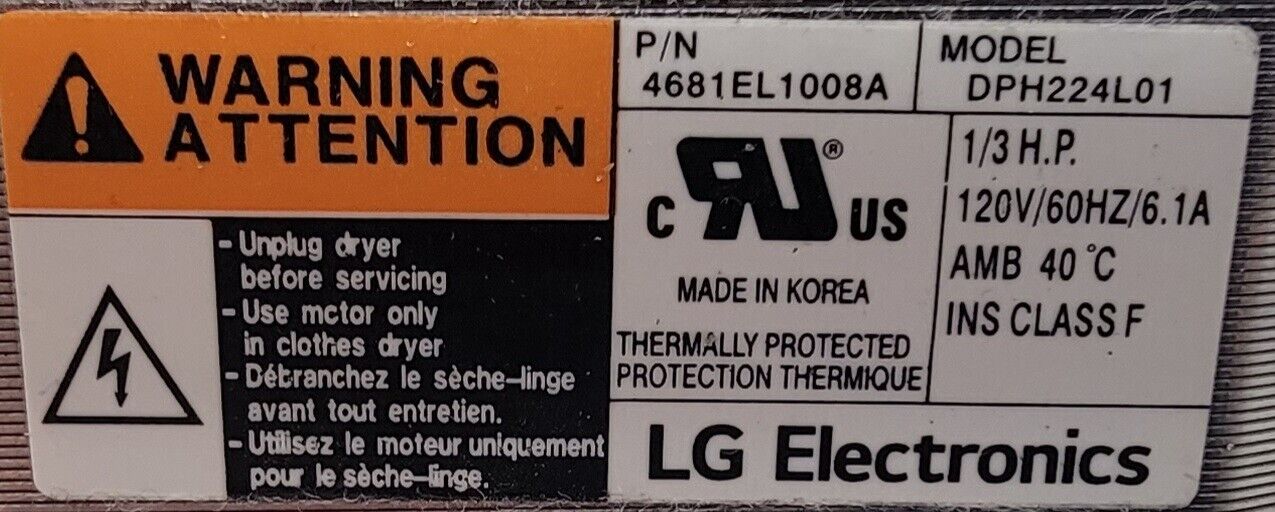 WARNING
ATTENTION
- Unplug dryer
before servicing
- Use motor only
in clothes dryer
- Débranchez le sèche-linge
avant tout entretien.
- Utilisez le moteur uniquement
pour le sèche-linge.
P/N
4681EL1008A
MODEL
DPH224L01
C RU® US
MADE IN KOREA
THERMALLY PROTECTED
PROTECTION THERMIQUE
1/3 H.P.
120V/60HZ/6.1A
AMB 40 °C
INS CLASS F
LG Electronics